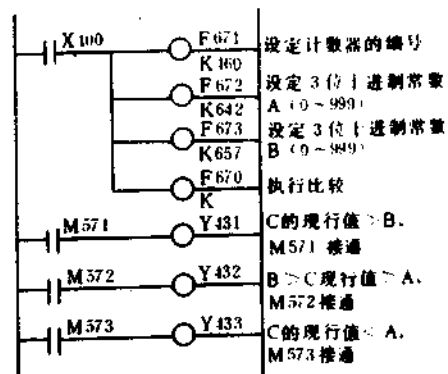 X400 F671 设定计数器的编号
K460
F672 设定3位十进制常数
K642 A(0~999)
F673 设定3位十进制常数
K657 B(0~999)
F670 执行比较
K
M571 Y431 C的现行值>B,
M571接通
M572 Y432 B>C现行值>A,
M572接通
M573 Y433 C的现行值<A,
M573接通